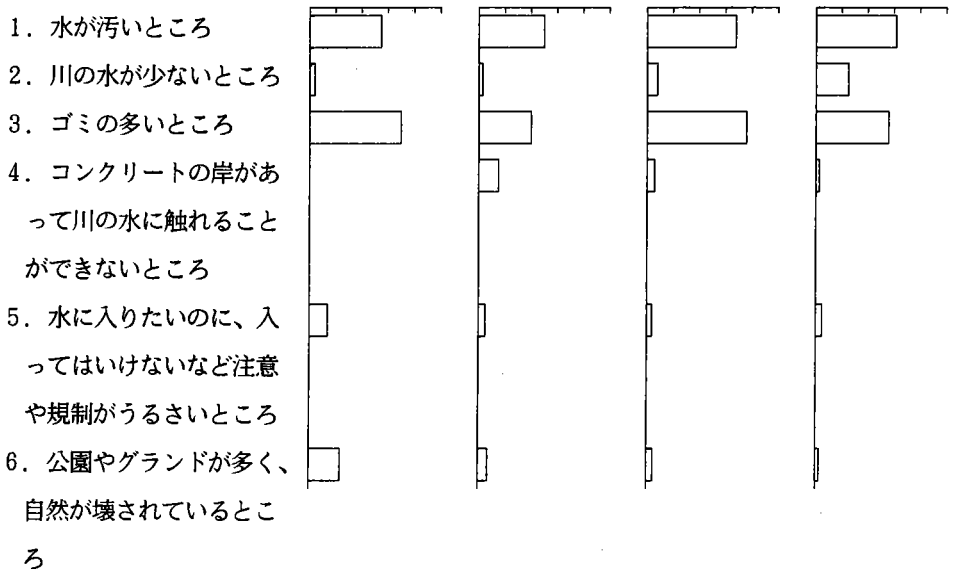 1. 水が汚いところ
2. 川の水が少ないところ
3. ゴミの多いところ
4. コンクリートの岸があ
って川の水に触れること
ができないところ
5. 水に入りたいのに、入
ってはいけないなど注意
や規制がうるさいところ
6. 公園やグランドが多く、
自然が壊されているとこ
ろ